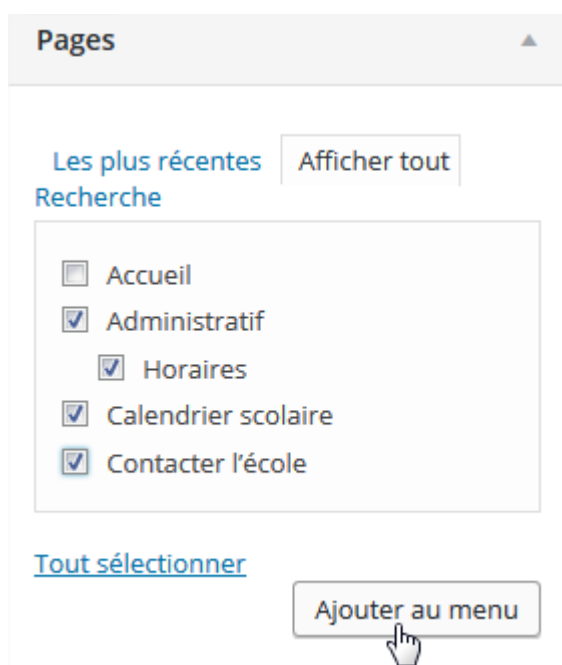 Pages
Les plus récentes Afficher tout
Recherche
Accueil
Administratif
Horaires
Calendrier scolaire
Contacter l'école
Tout sélectionner
Ajouter au menu